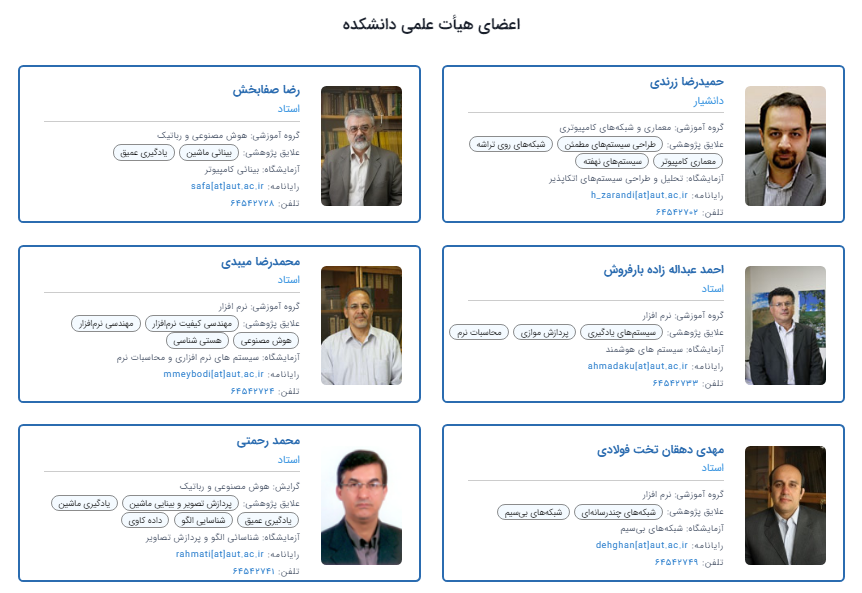 اعضای هیأت علمی دانشکده
حمیدرضا زرندی
دانشیار
گروه آموزشی: معماری و شبکه‌های کامپیوتری
علایق پژوهشی: طراحی سیستم‌های مطمئن شبکه‌های روی تراشه
معماری کامپیوتر سیستم‌های نهفته
آزمایشگاه: تحلیل و طراحی سیستم‌های اتکاپذیر
رایانامه: h_zarandi[at]aut.ac.ir
تلفن: ۶۴۵۴۲۷۰۲
رضا صفابخش
استاد
گروه آموزشی: هوش مصنوعی و رباتیک
علایق پژوهشی: بینائی ماشین یادگیری عمیق
آزمایشگاه: بینائی کامپیوتر
رایانامه: safa[at]aut.ac.ir
تلفن: ۶۴۵۴۲۷۲۸
احمد عبداله زاده بارفروش
استاد
گروه آموزشی: نرم افزار
علایق پژوهشی: سیستم‌های یادگیری پردازش موازی محاسبات نرم
آزمایشگاه: سیستم های هوشمند
رایانامه: ahmadaku[at]aut.ac.ir
تلفن: ۶۴۵۴۲۷۳۳
محمدرضا میبدی
استاد
گروه آموزشی: نرم افزار
علایق پژوهشی: مهندسی کیفیت نرم‌افزار مهندسی نرم‌افزار
هوش مصنوعی هستی شناسی
آزمایشگاه: سیستم های نرم افزاری و محاسبات نرم
رایانامه: mmeybodi[at]aut.ac.ir
تلفن: ۶۴۵۴۲۷۲۴
مهدی دهقان تخت فولادی
استاد
گروه آموزشی: نرم افزار
علایق پژوهشی: شبکه‌های چندرسانه‌ای شبکه‌های بی‌سیم
آزمایشگاه: شبکه‌های بی‌سیم
رایانامه: dehghan[at]aut.ac.ir
تلفن: ۶۴۵۴۲۷۴۹
محمد رحمتی
استاد
گرایش: هوش مصنوعی و رباتیک
علایق پژوهشی: پردازش تصویر و بینایی ماشین یادگیری ماشین
یادگیری عمیق شناسایی الگو داده کاوی
آزمایشگاه: شناسائی الگو و پردازش تصاویر
رایانامه: rahmati[at]aut.ac.ir
تلفن: ۶۴۵۴۲۷۴۱